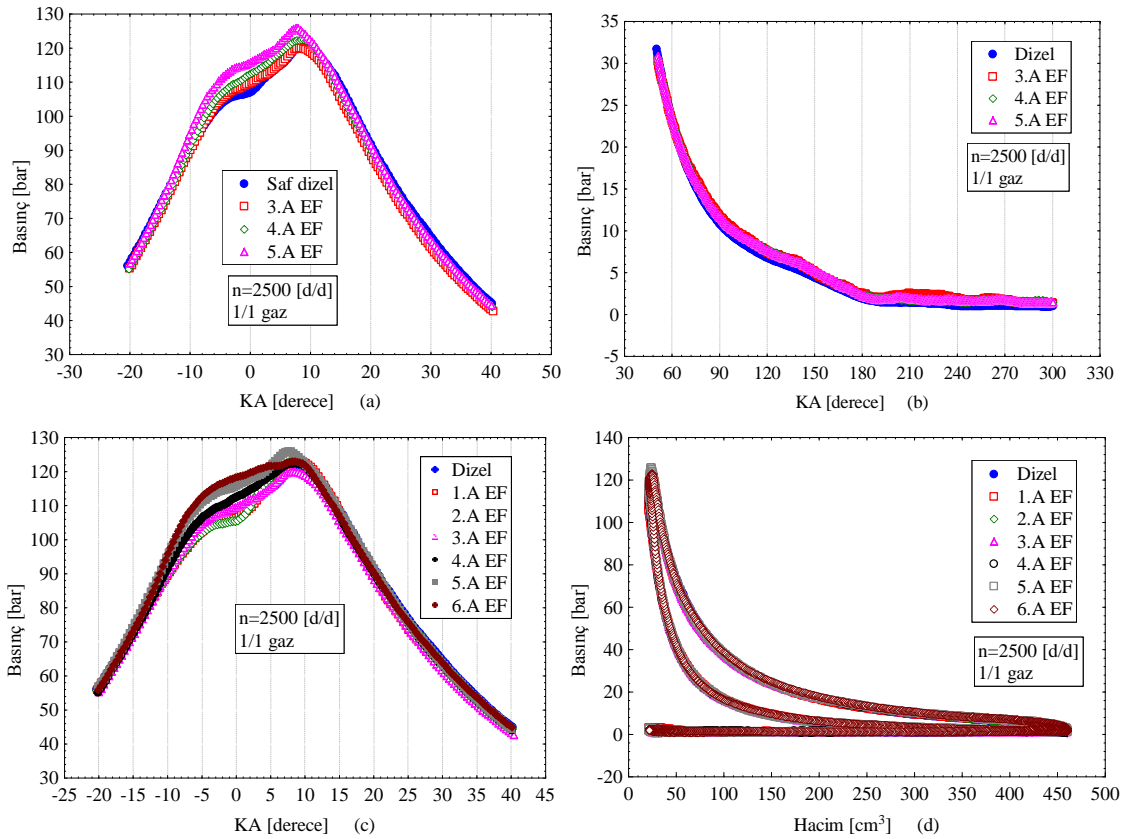 130
120
110
100
90
80
70
60
50
40
30
Basınç [bar]
Saf dizel
3.A EF
4.A EF
5.A EF
n=2500 [d/d]
1/1 gaz
-30 -20 -10 0 10 20 30 40 50
KA [derece] (a)
35
30
25
20
15
10
5
0
-5
Basınç [bar]
Dizel
3.A EF
4.A EF
5.A EF
n=2500 [d/d]
1/1 gaz
30 60 90 120 150 180 210 240 270 300 330
KA [derece] (b)
130
120
110
100
90
80
70
60
50
40
30
Basınç [bar]
Dizel
1.A EF
2.A EF
3.A EF
4.A EF
5.A EF
6.A EF
n=2500 [d/d]
1/1 gaz
-25 -20 -15 -10 -5 0 5 10 15 20 25 30 35 40 45
KA [derece] (c)
140
120
100
80
60
40
20
0
-20
Basınç [bar]
Dizel
1.A EF
2.A EF
3.A EF
4.A EF
5.A EF
6.A EF
n=2500 [d/d]
1/1 gaz
0 50 100 150 200 250 300 350 400 450 500
Hacim [cm³] (d)